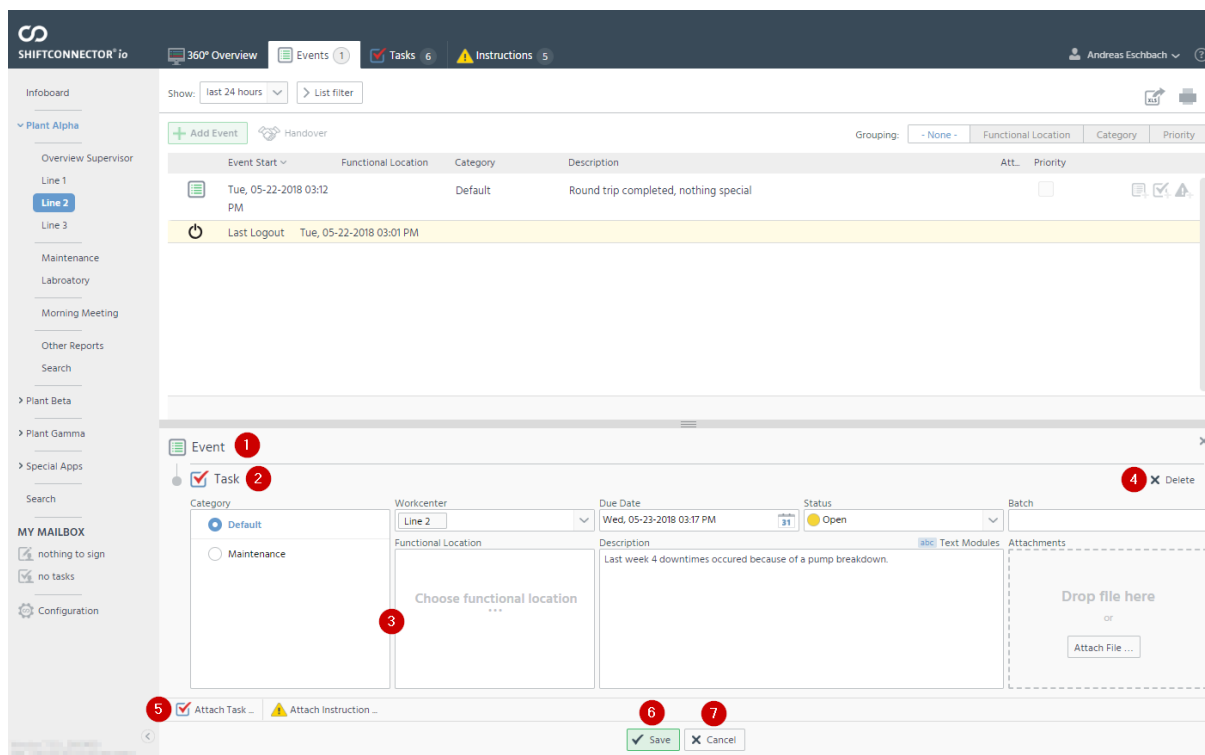 SHIFTCONNECTOR® io
360° Overview
Events 1
Tasks 6
Instructions 5
Andreas Eschbach
?
Infoboard
Plant Alpha
Overview Supervisor
Line 1
Line 2
Line 3
Maintenance
Labroatory
Morning Meeting
Other Reports
Search
Plant Beta
Plant Gamma
Special Apps
Search
MY MAILBOX
nothing to sign
no tasks
Configuration
Show: last 24 hours > List filter
XLS
Add Event Handover
Grouping: - None - Functional Location Category Priority
Event Start Functional Location Category Description Att... Priority
Tue, 05-22-2018 03:12 Default Round trip completed, nothing special
PM
Last Logout Tue, 05-22-2018 03:01 PM
Event 1
Task 2
4 Delete
Category Workcenter Due Date Status Batch
Default Line 2 Wed, 05-23-2018 03:17 PM 31 Open
Functional Location Description abc Text Modules Attachments
Maintenance
Last week 4 downtimes occured because of a pump breakdown.
Choose functional location
...
3
Drop file here
or
Attach File ...
5 Attach Task ... Attach Instruction ...
6 7
Save Cancel